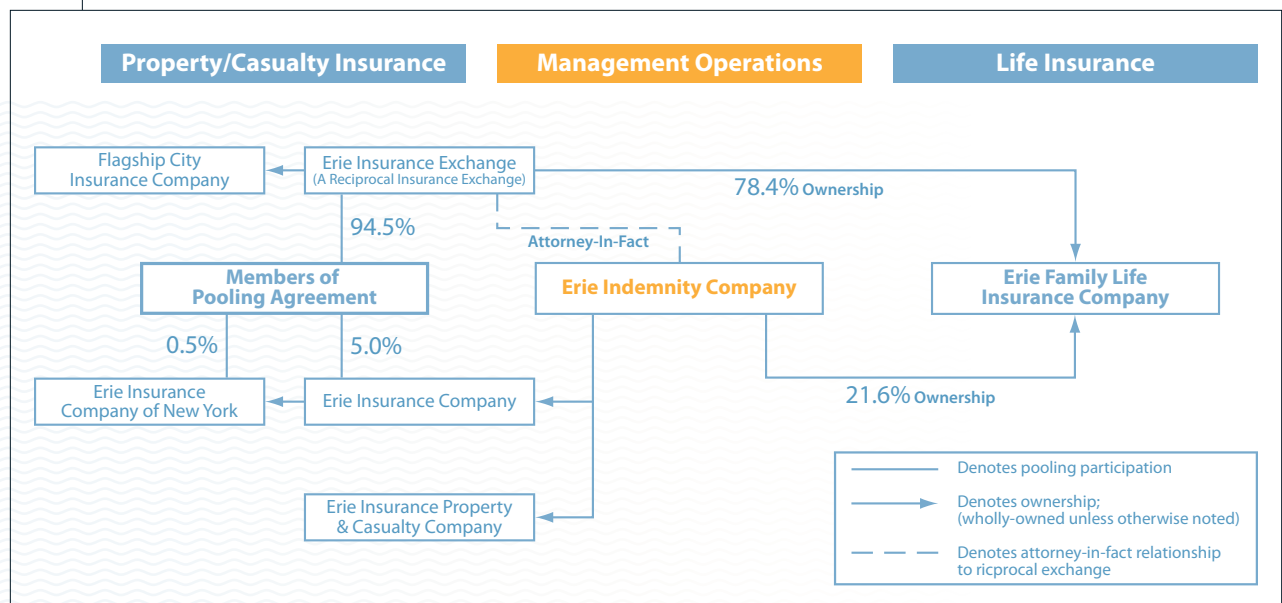 Property/Casualty Insurance
Management Operations
Life Insurance
Flagship City
Insurance Company
Erie Insurance Exchange
(A Reciprocal Insurance Exchange)
78.4% Ownership
94.5%
Attorney-In-Fact
Members of
Pooling Agreement
Erie Indemnity Company
Erie Family Life
Insurance Company
0.5%
5.0%
Erie Insurance
Company of New York
Erie Insurance Company
21.6% Ownership
Erie Insurance Property
& Casualty Company
Denotes pooling participation
Denotes ownership;
(wholly-owned unless otherwise noted)
Denotes attorney-in-fact relationship
to ricprocal exchange